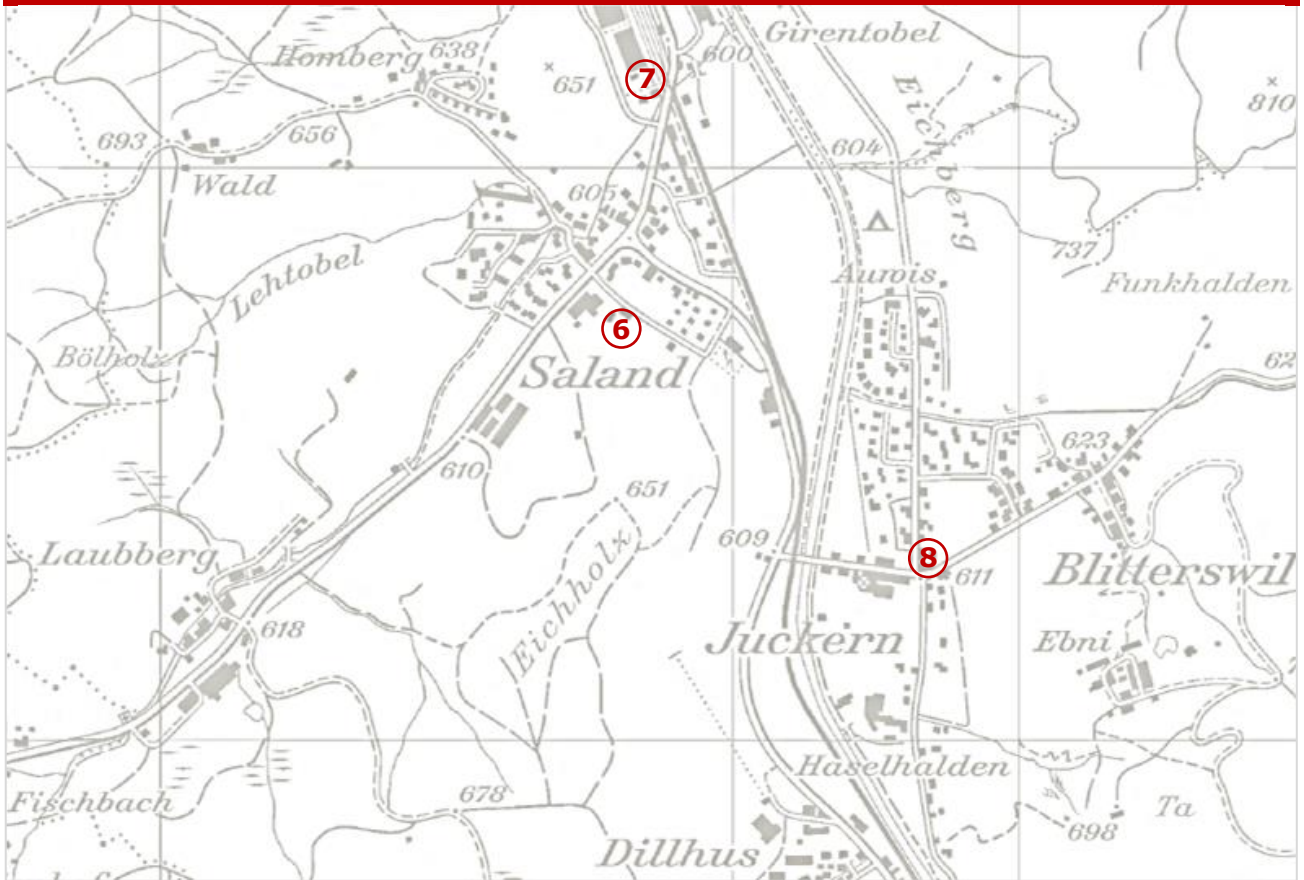 Girentobel
Homberg 638
600
⑦
651
Eichberg
810
693
656
604
Wald
605
737
Lehtobel
Aurois
Funkhalden
⑥
Bölholz
Saland
62
623
610
651
609
⑧
611
Laubberg
Blitterswil
Eichholz
618
Juckern
Ebni
Haselhalden
Fischbach
678
Ta
698
Dillhus